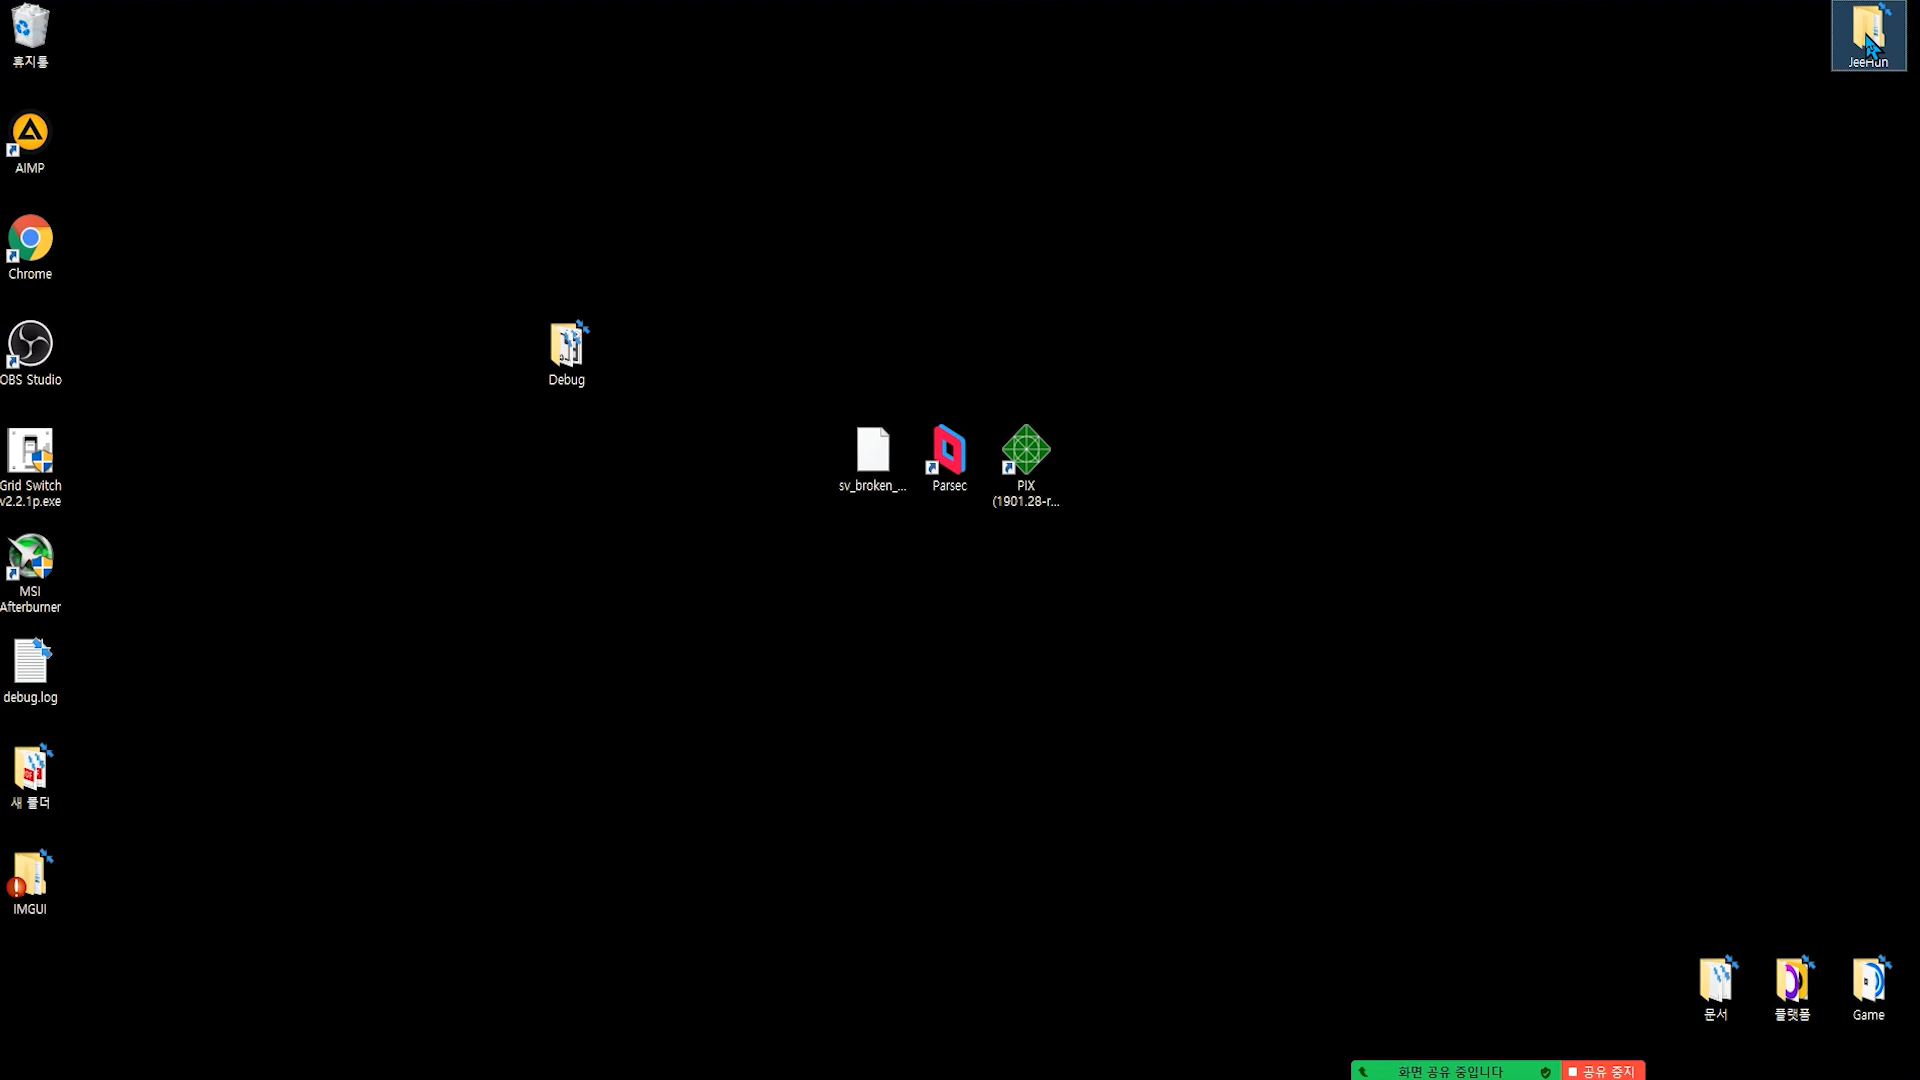 휴지통
JeeHun
AIMP
Chrome
OBS Studio
Debug
Grid Switch
v2.2.1p.exe
sv_broken_...
Parsec
PIX
(1901.28-r...
MSI
Afterburner
debug.log
새 폴더
IMGUI
문서
플랫폼
Game
화면 공유 중입니다
공유 중지